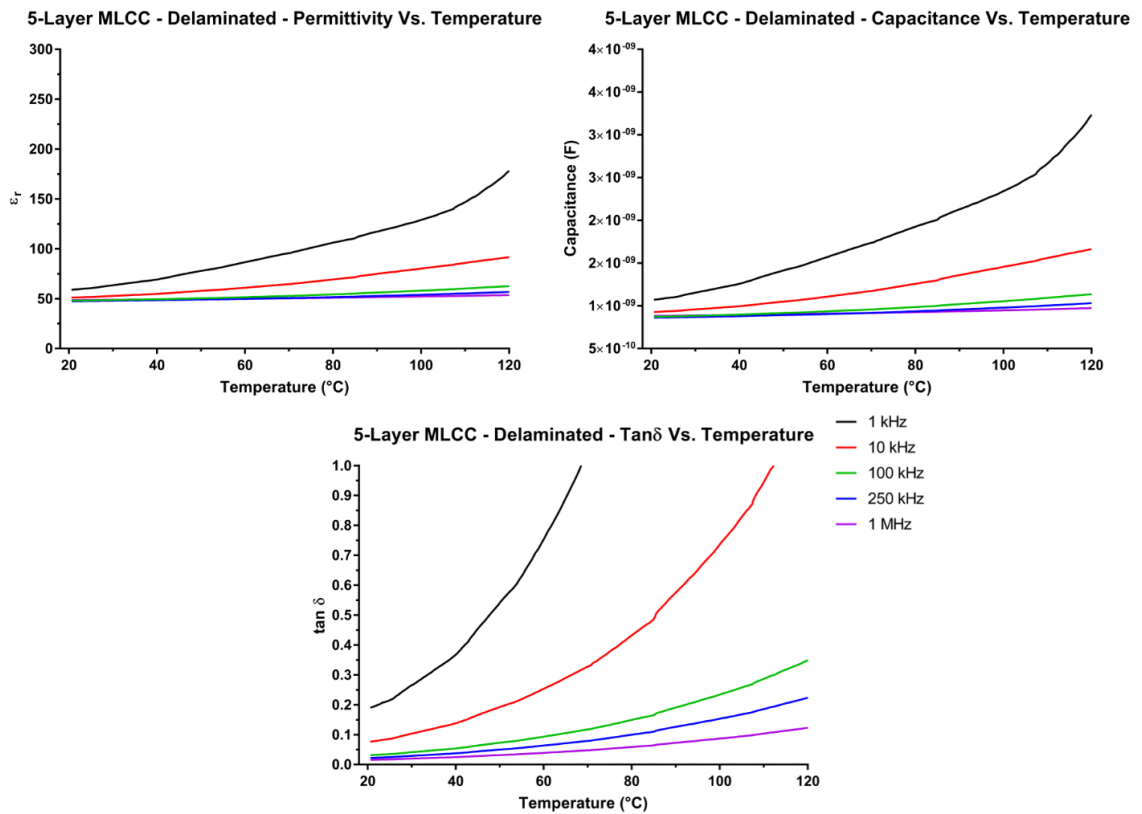 5-Layer MLCC - Delaminated - Permittivity Vs. Temperature
300
250
200
150
100
50
0
εr
20 40 60 80 100 120
Temperature (°C)
5-Layer MLCC - Delaminated - Capacitance Vs. Temperature
4×10-09
4×10-09
3×10-09
3×10-09
2×10-09
2×10-09
1×10-09
5×10-10
Capacitance (F)
20 40 60 80 100 120
Temperature (°C)
5-Layer MLCC - Delaminated - Tanδ Vs. Temperature
1.0
0.9
0.8
0.7
0.6
0.5
0.4
0.3
0.2
0.1
0.0
tan δ
20 40 60 80 100 120
Temperature (°C)
1 kHz
10 kHz
100 kHz
250 kHz
1 MHz